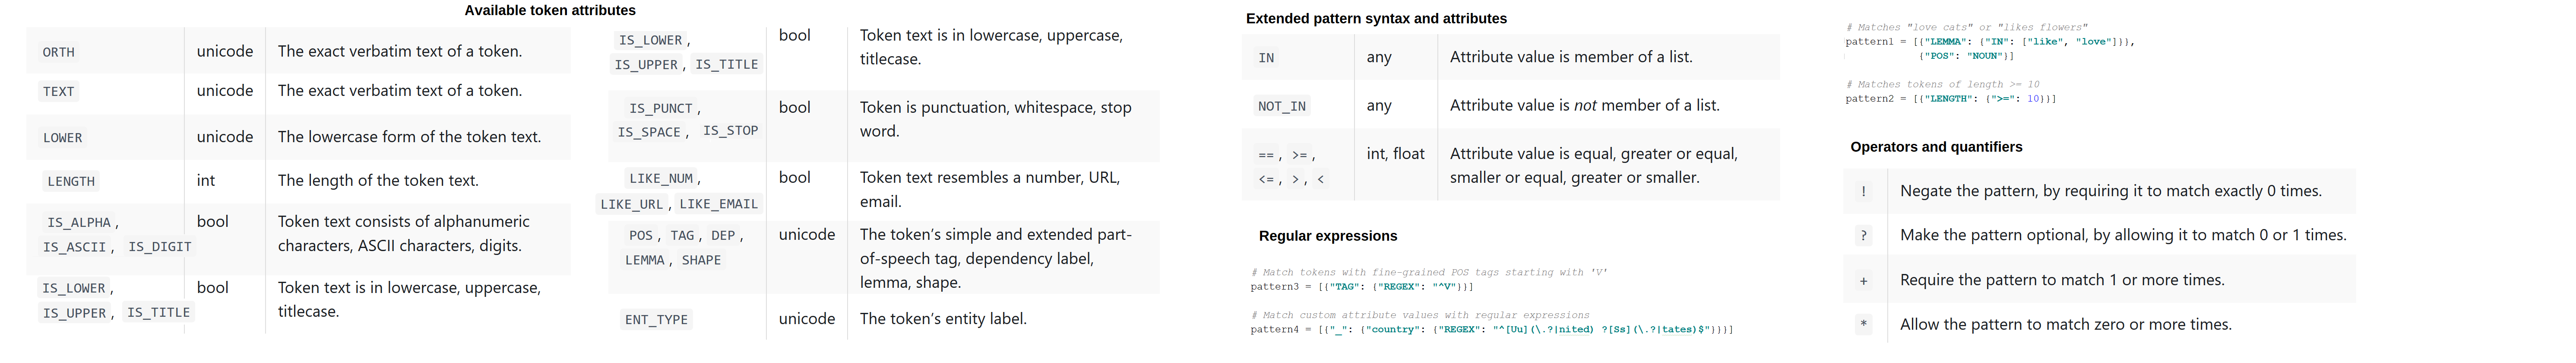 Available token attributes
ORTH unicode The exact verbatim text of a token.
TEXT unicode The exact verbatim text of a token.
LOWER unicode The lowercase form of the token text.
LENGTH int The length of the token text.
IS_ALPHA, bool Token text consists of alphanumeric
IS_ASCII, IS_DIGIT characters, ASCII characters, digits.
IS_LOWER, bool Token text is in lowercase, uppercase,
IS_UPPER, IS_TITLE titlecase.
IS_LOWER, bool Token text is in lowercase, uppercase,
IS_UPPER, IS_TITLE titlecase.
IS_PUNCT, bool Token is punctuation, whitespace, stop
IS_SPACE, IS_STOP word.
LIKE_NUM, bool Token text resembles a number, URL,
LIKE_URL, LIKE_EMAIL email.
POS, TAG, DEP, unicode The token's simple and extended part-
LEMMA, SHAPE of-speech tag, dependency label,
lemma, shape.
ENT_TYPE unicode The token's entity label.
Extended pattern syntax and attributes
IN any Attribute value is member of a list.
NOT_IN any Attribute value is not member of a list.
==, >=, int, float Attribute value is equal, greater or equal,
<=, >, < smaller or equal, greater or smaller.
Regular expressions
# Match tokens with fine-grained POS tags starting with 'V'
pattern3 = [{"TAG": {"REGEX": "^V"}}]
# Match custom attribute values with regular expressions
pattern4 = [{"_": {"country": {"REGEX": "^[Uu](\.?|nited) ?[Ss](\.?|tates)$"}}}]
# Matches "love cats" or "likes flowers"
pattern1 = [{"LEMMA": {"IN": ["like", "love"]}},
{"POS": "NOUN"}]
# Matches tokens of length >= 10
pattern2 = [{"LENGTH": {">=": 10}}]
Operators and quantifiers
! Negate the pattern, by requiring it to match exactly 0 times.
? Make the pattern optional, by allowing it to match 0 or 1 times.
+ Require the pattern to match 1 or more times.
* Allow the pattern to match zero or more times.